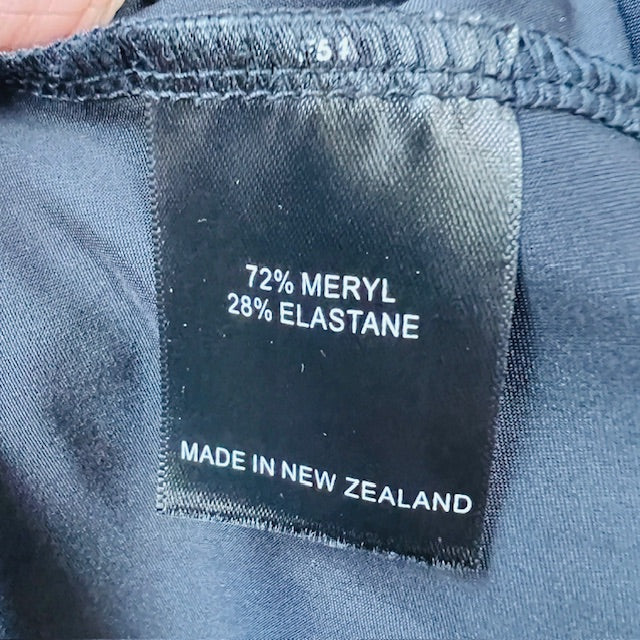 72% MERYL
28% ELASTANE
MADE IN NEW ZEALAND